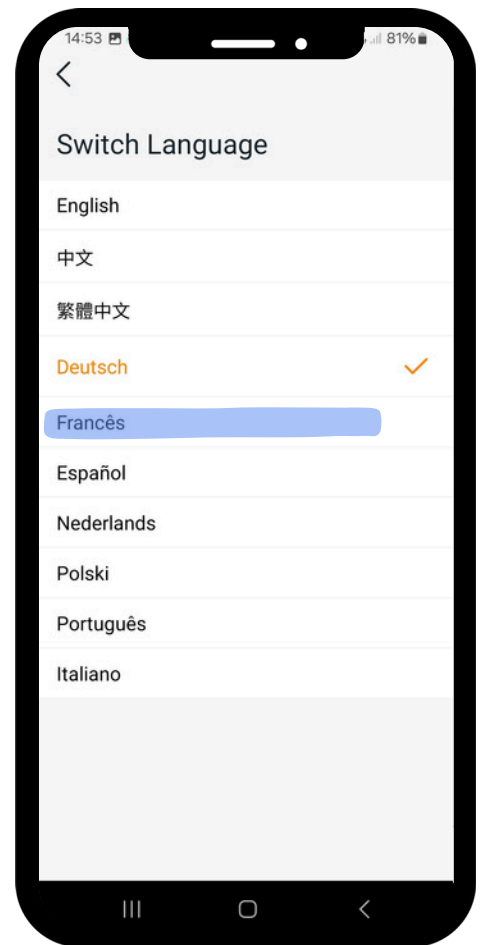 14:53
81%
Switch Language
English
中文
繁體中文
Deutsch
Francês
Español
Nederlands
Polski
Português
Italiano